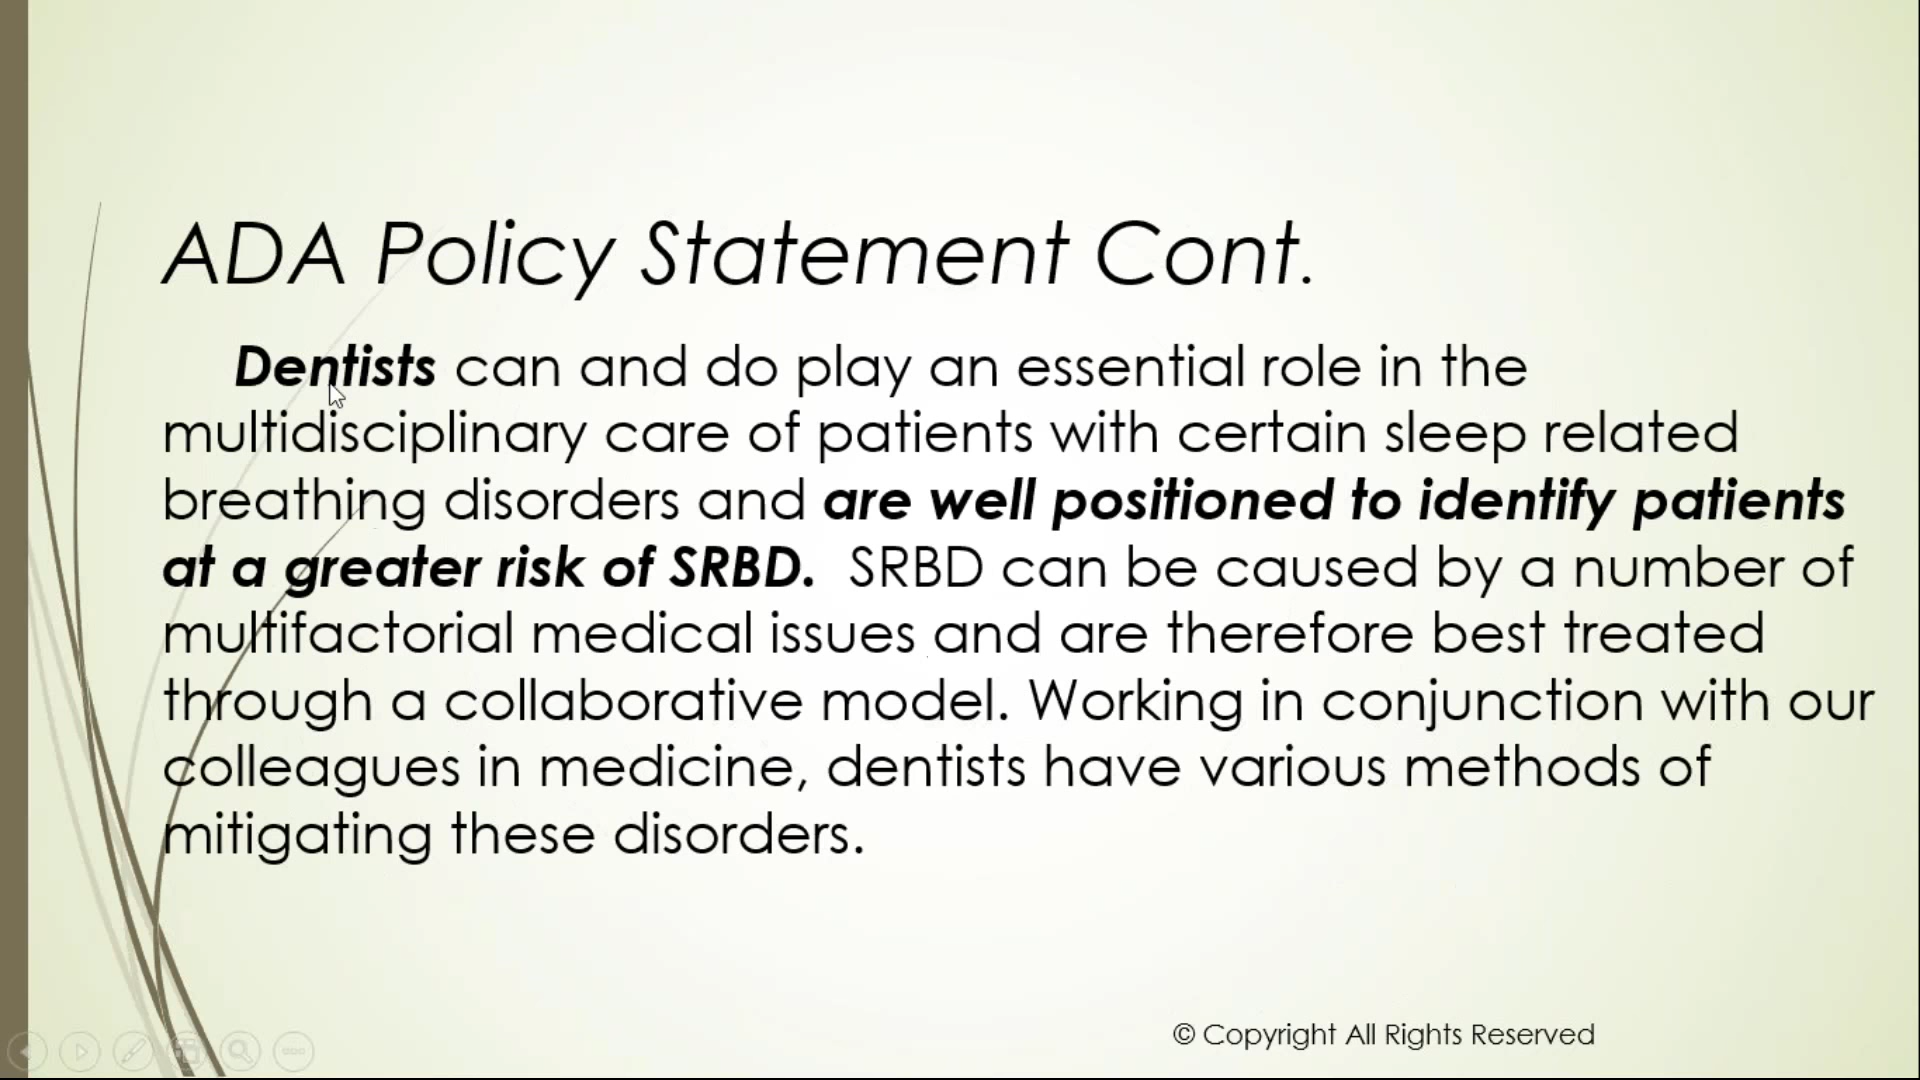 ADA Policy Statement Cont.
Dentists can and do play an essential role in the
multidisciplinary care of patients with certain sleep related
breathing disorders and are well positioned to identify patients
at a greater risk of SRBD.  SRBD can be caused by a number of
multifactorial medical issues and are therefore best treated
through a collaborative model. Working in conjunction with our
colleagues in medicine, dentists have various methods of
mitigating these disorders.
© Copyright All Rights Reserved